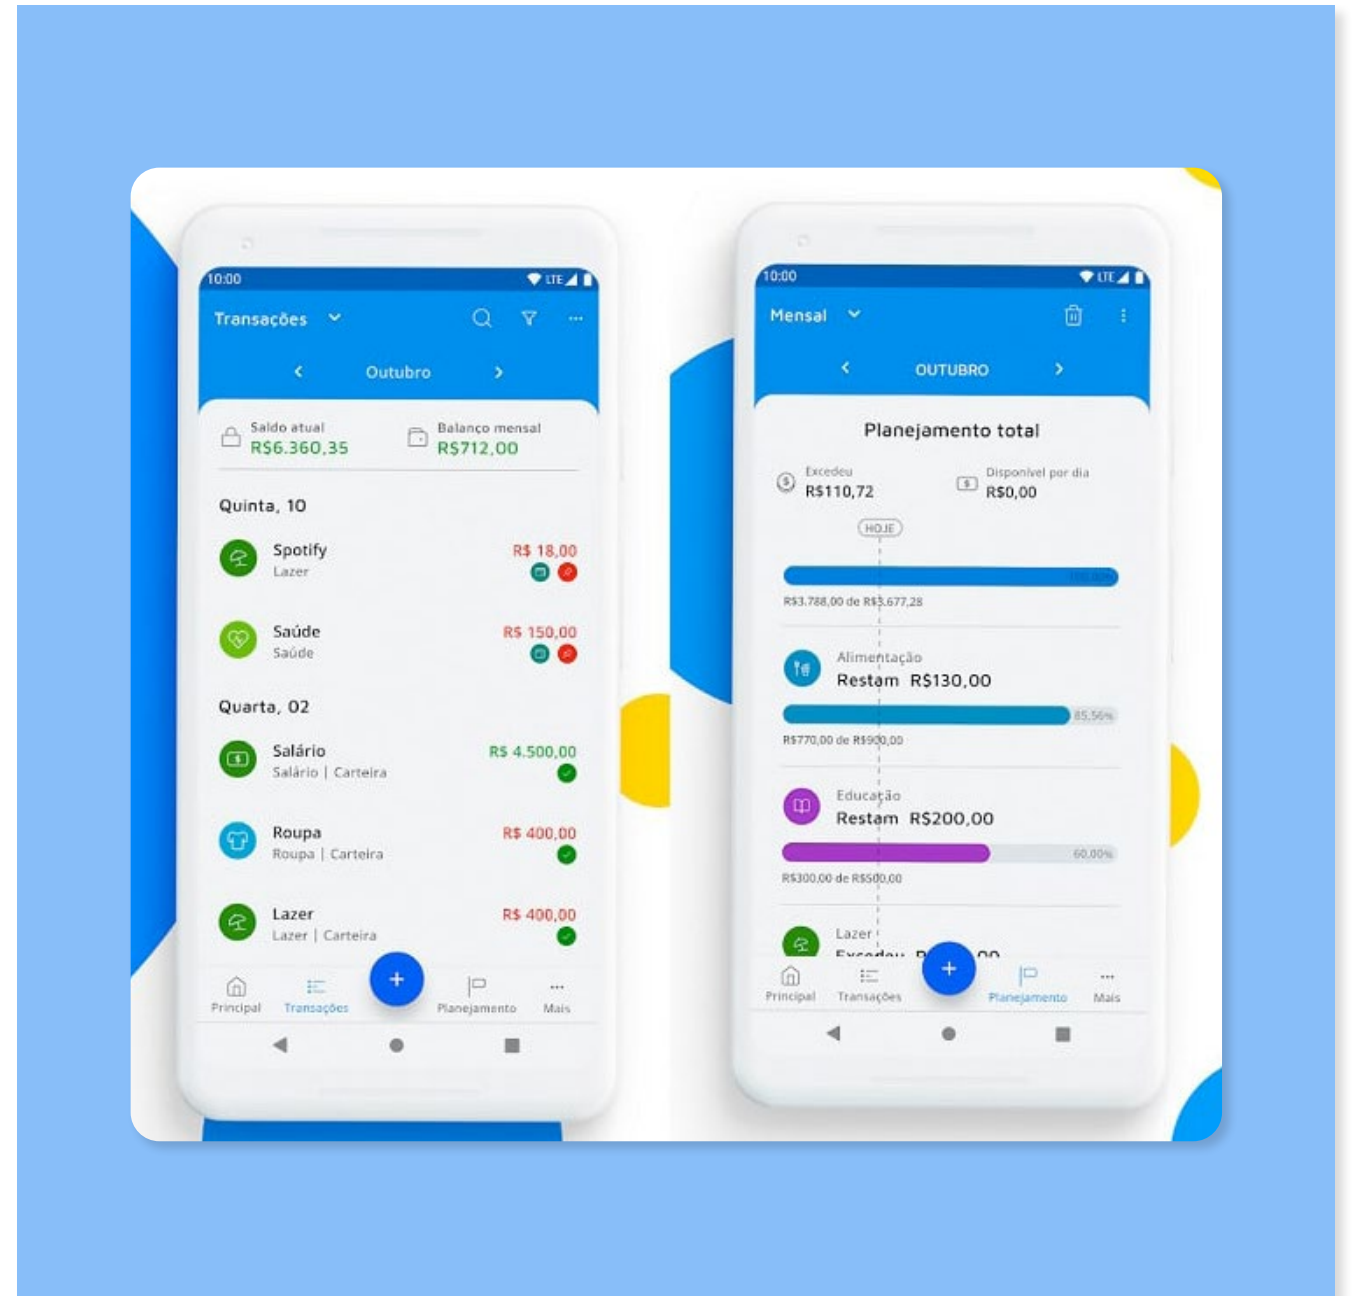 10:00
LTE
Transações
Outubro
Saldo atual
R$6.360,35
Balanço mensal
R$712,00
Quinta, 10
Spotify
R$ 18,00
Lazer
Saúde
R$ 150,00
Saúde
Quarta, 02
Salário
R$ 4.500,00
Salário | Carteira
Roupa
R$ 400,00
Roupa | Carteira
Lazer
R$ 400,00
Lazer | Carteira
Principal
Transações
Planejamento
Mais
10:00
LTE
Mensal
OUTUBRO
Planejamento total
Excedeu
R$110,72
Disponível por dia
R$0,00
HOJE
R$3.788,00 de R$3.677,28
Alimentação
Restam R$130,00
85,56%
R$770,00 de R$900,00
Educação
Restam R$200,00
60,00%
R$300,00 de R$500,00
Lazer
Excedeu
Principal
Transações
Planejamento
Mais